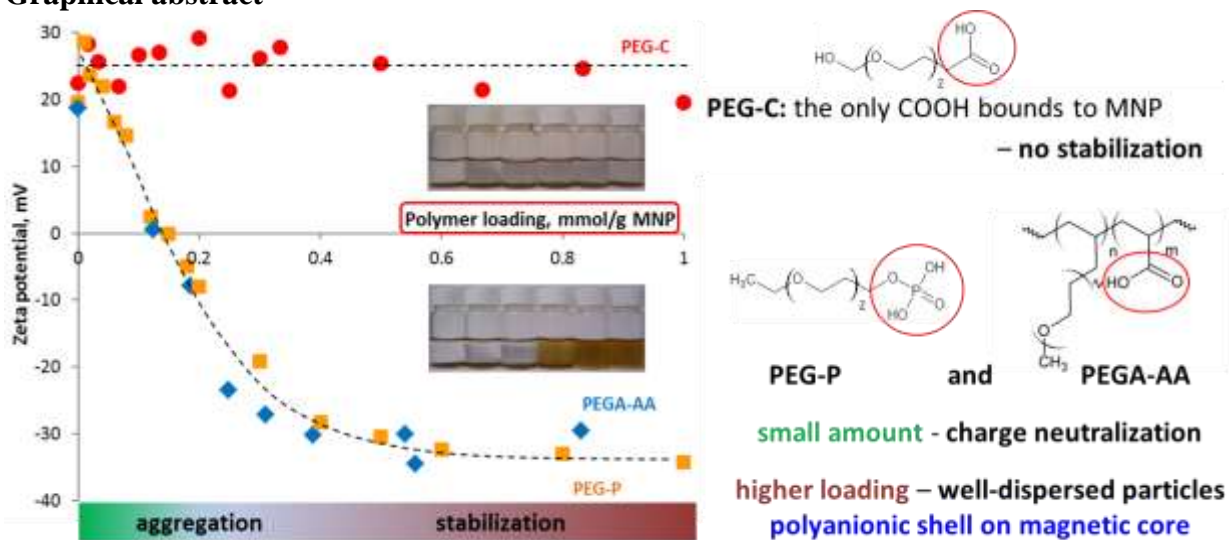 Graphical abstract
30
20
10
0
-10
-20
-30
-40
Zeta potential, mV
0 0.2 0.4 0.6 0.8 1
PEG-C
Polymer loading, mmol/g MNP
PEGA-AA
PEG-P
aggregation stabilization
HO
O
HO O z
PEG-C: the only COOH bounds to MNP
– no stabilization
H₃C O z O P OH
O
HO
n m
HO O
O
CH₃
PEG-P and PEGA-AA
small amount - charge neutralization
higher loading – well-dispersed particles
polyanionic shell on magnetic core